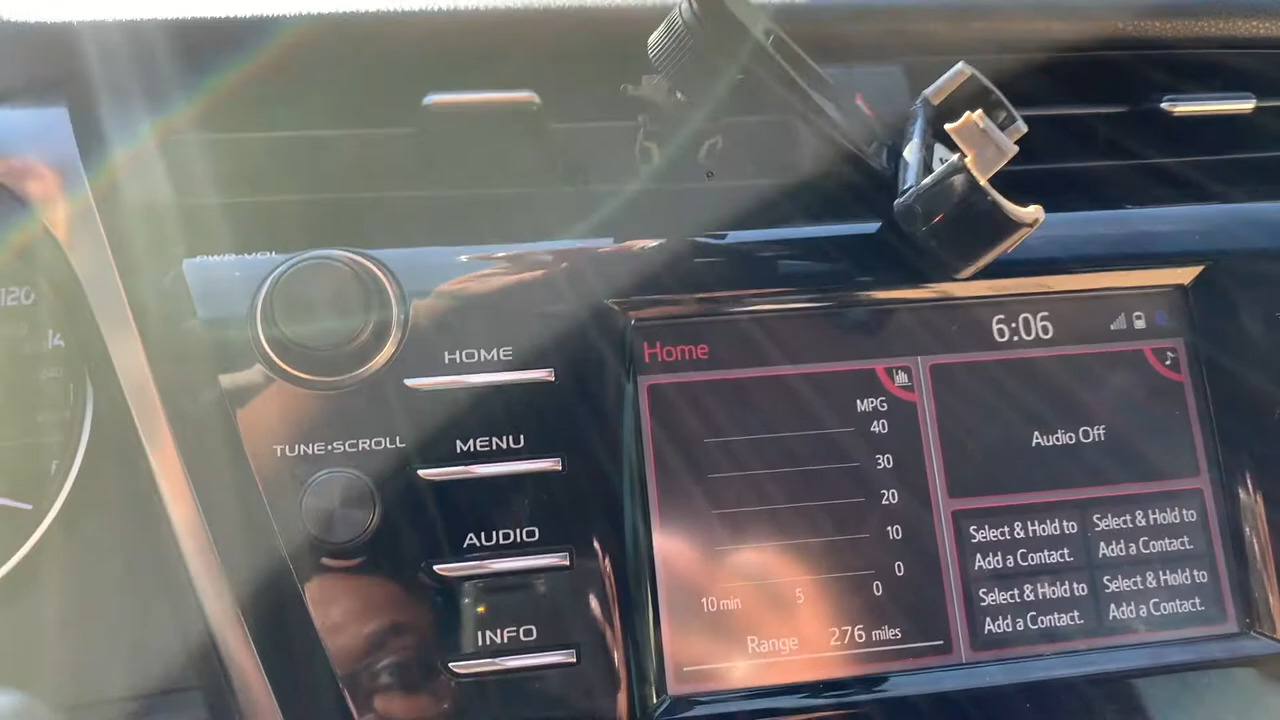 PWR•VOL
120
HOME
TUNE•SCROLL
MENU
AUDIO
INFO
Home
6:06
MPG
40
30
20
10
0
10 min 5 0
Range 276 miles
Audio Off
Select & Hold to
Add a Contact.
Select & Hold to
Add a Contact.
Select & Hold to
Add a Contact.
Select & Hold to
Add a Contact.